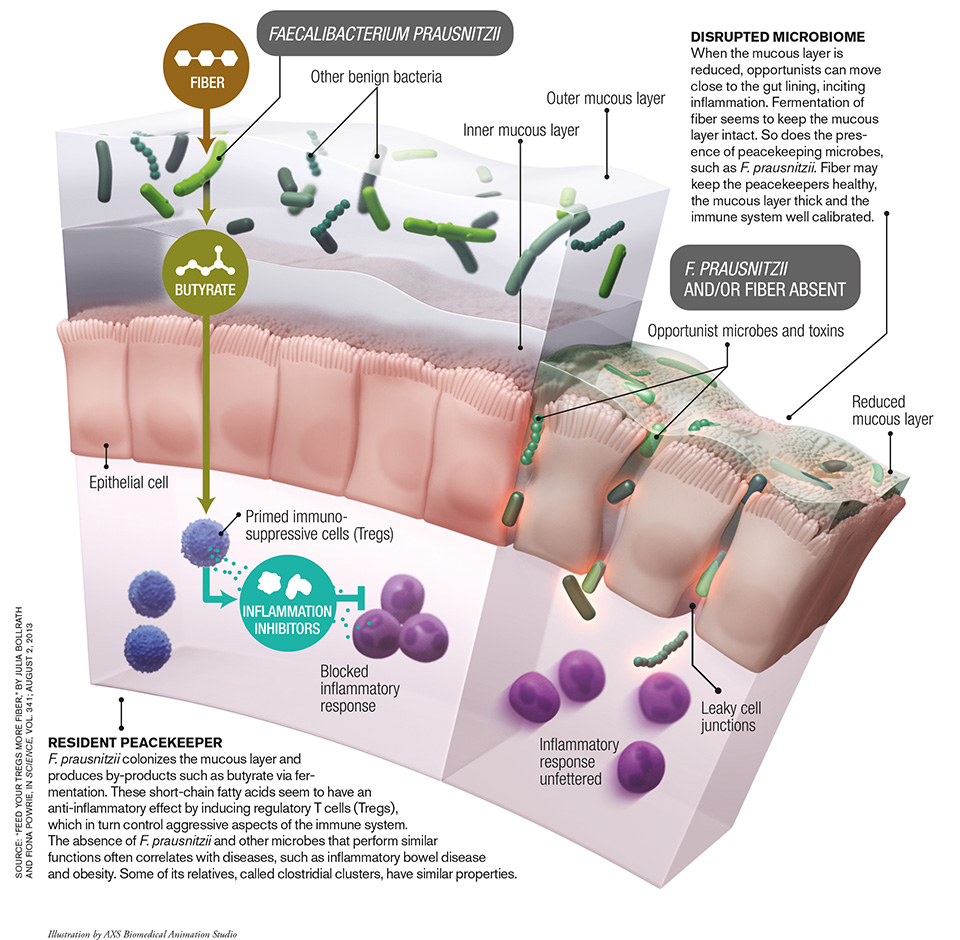 FAECALIBACTERIUM PRAUSNITZII
FIBER
Other benign bacteria
Outer mucous layer
Inner mucous layer
DISRUPTED MICROBIOME
When the mucous layer is
reduced, opportunists can move
close to the gut lining, inciting
inflammation. Fermentation of
fiber seems to keep the mucous
layer intact. So does the pres-
ence of peacekeeping microbes,
such as F. prausnitzii. Fiber may
keep the peacekeepers healthy,
the mucous layer thick and the
immune system well calibrated.
BUTYRATE
F. PRAUSNITZII
AND/OR FIBER ABSENT
Opportunist microbes and toxins
Reduced
mucous layer
Epithelial cell
Primed immuno-
suppressive cells (Tregs)
INFLAMMATION
INHIBITORS
Blocked
inflammatory
response
Leaky cell
junctions
Inflammatory
response
unfettered
RESIDENT PEACEKEEPER
F. prausnitzii colonizes the mucous layer and
produces by-products such as butyrate via fer-
mentation. These short-chain fatty acids seem to have an
anti-inflammatory effect by inducing regulatory T cells (Tregs),
which in turn control aggressive aspects of the immune system.
The absence of F. prausnitzii and other microbes that perform similar
functions often correlates with diseases, such as inflammatory bowel disease
and obesity. Some of its relatives, called clostridial clusters, have similar properties.
SOURCE: "FEED YOUR TREGS MORE FIBER," BY JULIA BOLLRATH
AND FIONA POWRIE, IN SCIENCE, VOL. 341; AUGUST 2, 2013
Illustration by AXS Biomedical Animation Studio